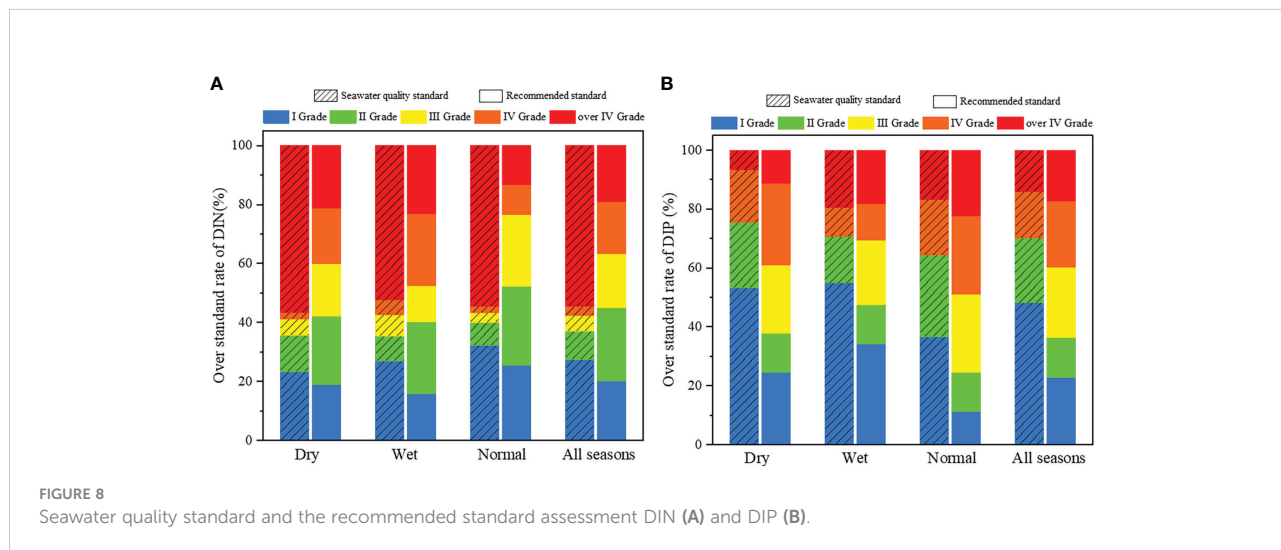 A
Seawater quality standard Recommended standard
I Grade II Grade III Grade IV Grade over IV Grade
Over standard rate of DIN(%)
100
80
60
40
20
0
Dry Wet Normal All seasons
B
Seawater quality standard Recommended standard
I Grade II Grade III Grade IV Grade over IV Grade
Over standard rate of DIP (%)
100
80
60
40
20
0
Dry Wet Normal All seasons
FIGURE 8
Seawater quality standard and the recommended standard assessment DIN (A) and DIP (B).